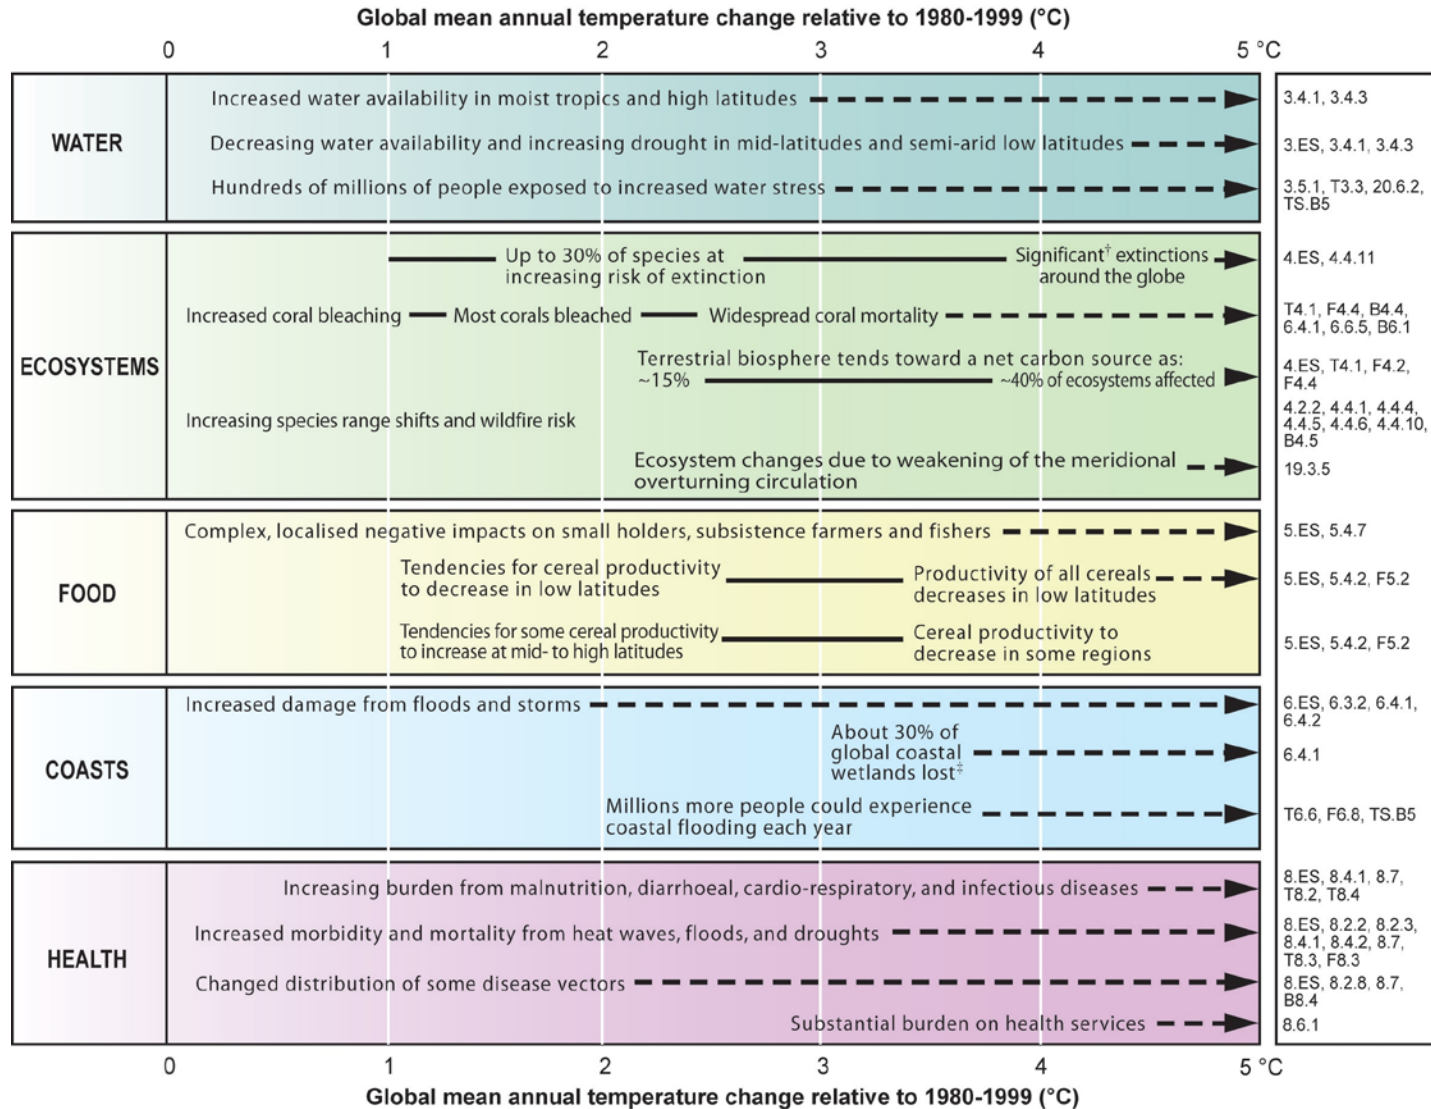 Global mean annual temperature change relative to 1980-1999 (°C)
0 1 2 3 4 5 °C
WATER
Increased water availability in moist tropics and high latitudes
3.4.1, 3.4.3
Decreasing water availability and increasing drought in mid-latitudes and semi-arid low latitudes
3.ES, 3.4.1, 3.4.3
Hundreds of millions of people exposed to increased water stress
3.5.1, T3.3, 20.6.2,
TS.B5
ECOSYSTEMS
Up to 30% of species at
increasing risk of extinction
Significant† extinctions
around the globe
4.ES, 4.4.11
Increased coral bleaching
Most corals bleached
Widespread coral mortality
T4.1, F4.4, B4.4,
6.4.1, 6.6.5, B6.1
Terrestrial biosphere tends toward a net carbon source as:
~15%
~40% of ecosystems affected
4.ES, T4.1, F4.2,
F4.4
Increasing species range shifts and wildfire risk
4.2.2, 4.4.1, 4.4.4,
4.4.5, 4.4.6, 4.4.10,
B4.5
Ecosystem changes due to weakening of the meridional
overturning circulation
19.3.5
FOOD
Complex, localised negative impacts on small holders, subsistence farmers and fishers
5.ES, 5.4.7
Tendencies for cereal productivity
to decrease in low latitudes
Productivity of all cereals
decreases in low latitudes
5.ES, 5.4.2, F5.2
Tendencies for some cereal productivity
to increase at mid- to high latitudes
Cereal productivity to
decrease in some regions
5.ES, 5.4.2, F5.2
COASTS
Increased damage from floods and storms
6.ES, 6.3.2, 6.4.1,
6.4.2
About 30% of
global coastal
wetlands lost‡
6.4.1
Millions more people could experience
coastal flooding each year
T6.6, F6.8, TS.B5
HEALTH
Increasing burden from malnutrition, diarrhoeal, cardio-respiratory, and infectious diseases
8.ES, 8.4.1, 8.7,
T8.2, T8.4
Increased morbidity and mortality from heat waves, floods, and droughts
8.ES, 8.2.2, 8.2.3,
8.4.1, 8.4.2, 8.7,
T8.3, F8.3
Changed distribution of some disease vectors
8.ES, 8.2.8, 8.7,
B8.4
Substantial burden on health services
8.6.1
0 1 2 3 4 5 °C
Global mean annual temperature change relative to 1980-1999 (°C)